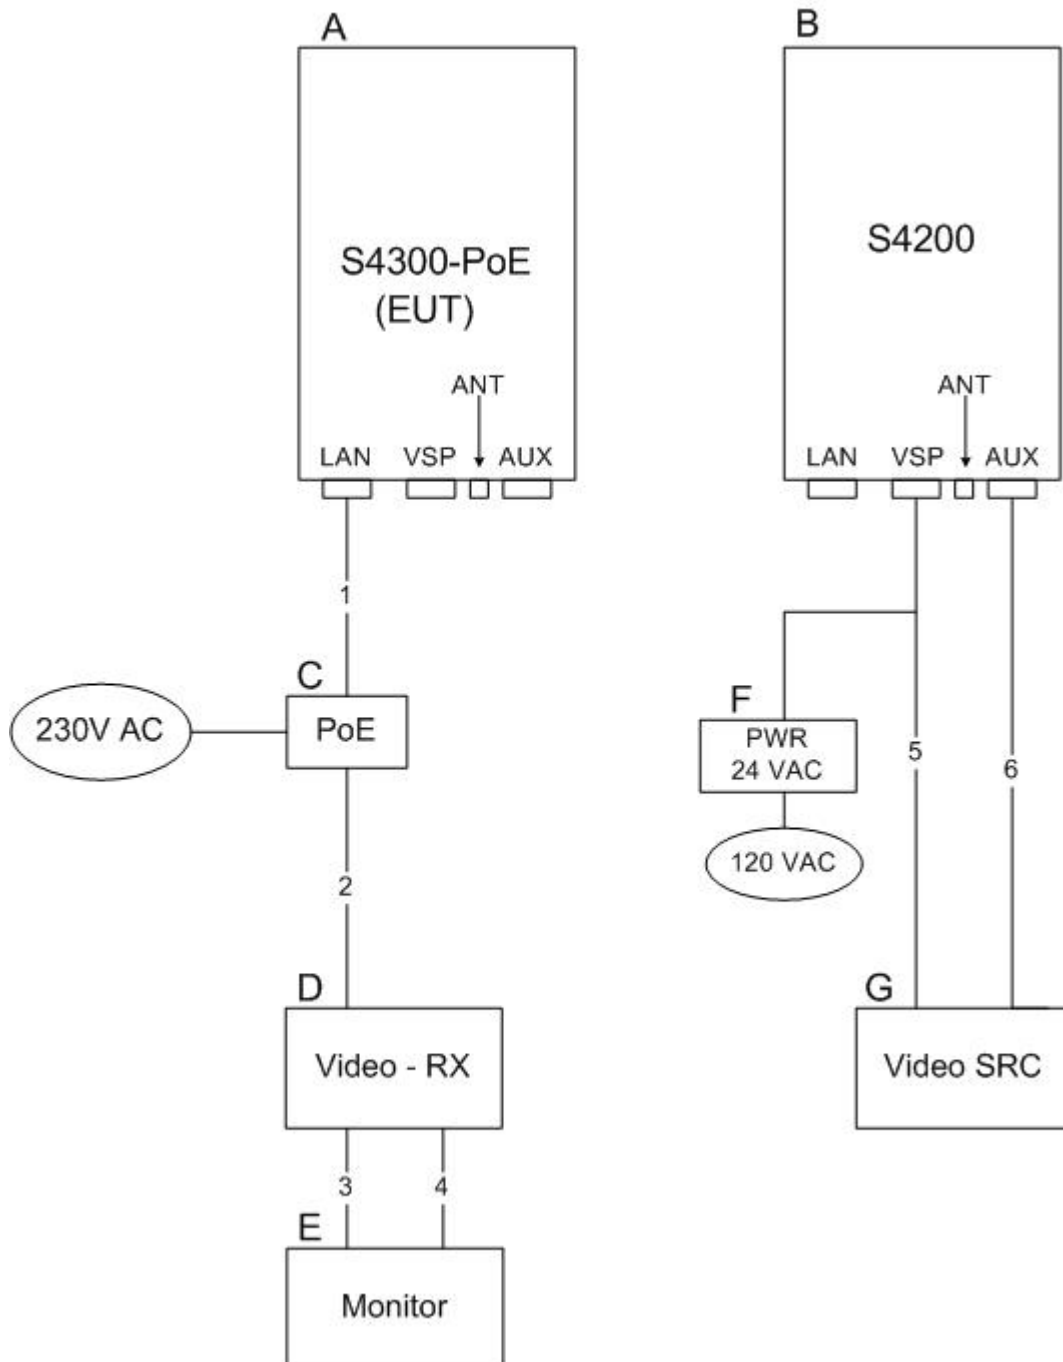 A
S4300-PoE
(EUT)
ANT
LAN VSP AUX
1
C
230V AC
PoE
2
D
Video - RX
3 4
E
Monitor
B
S4200
ANT
LAN VSP AUX
F
PWR
24 VAC
120 VAC
5
6
G
Video SRC